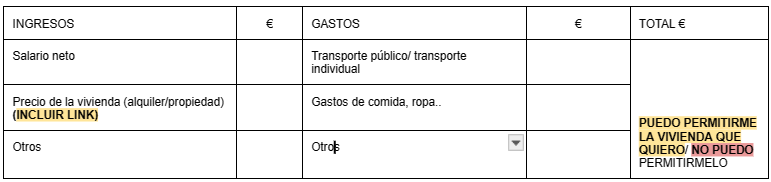 INGRESOS € GASTOS € TOTAL €
Salario neto
Transporte público/ transporte
individual
Precio de la vivienda (alquiler/propiedad)
(INCLUIR LINK)
Gastos de comida, ropa..
Otros
Otros
PUEDO PERMITIRME
LA VIVIENDA QUE
QUIERO/ NO PUEDO
PERMITIRMELO